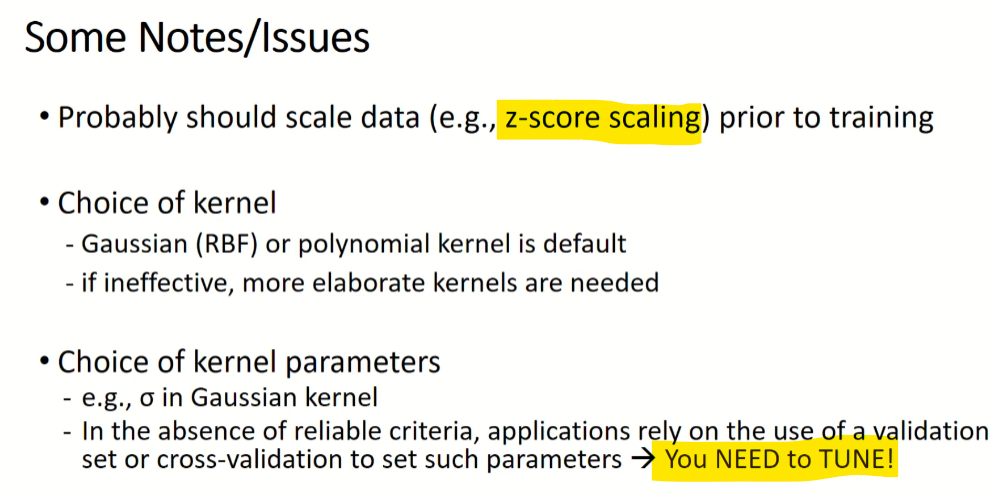 Some Notes/Issues
• Probably should scale data (e.g., z-score scaling) prior to training
• Choice of kernel
- Gaussian (RBF) or polynomial kernel is default
- if ineffective, more elaborate kernels are needed
• Choice of kernel parameters
- e.g., σ in Gaussian kernel
- In the absence of reliable criteria, applications rely on the use of a validation
set or cross-validation to set such parameters → You NEED to TUNE!